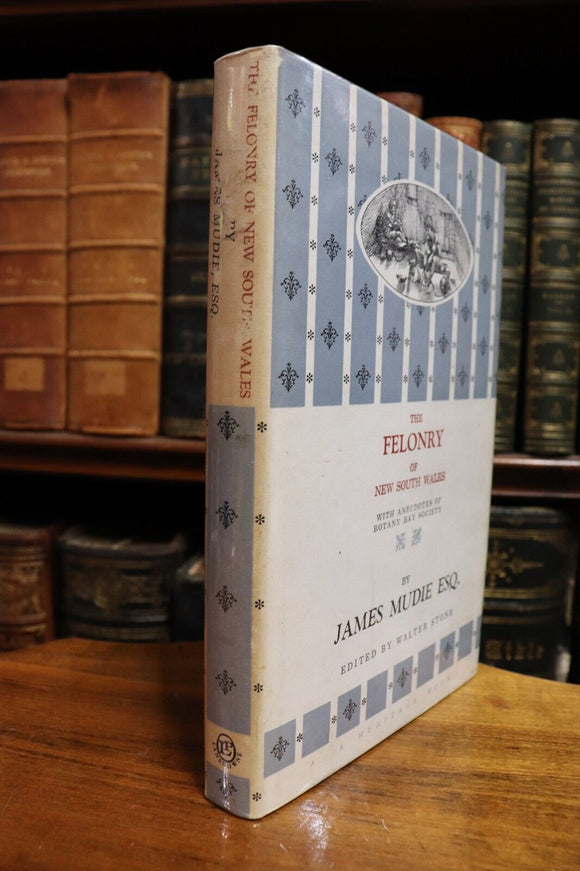 THE FELONRY OF NEW SOUTH WALES
BY
JAMES MUDIE, ESQ.
THE
FELONRY
OF
NEW SOUTH WALES
WITH ANECDOTES OF
BOTANY BAY SOCIETY
BY
JAMES MUDIE ESQ.
EDITED BY WALTER STONE
A HERITAGE BOOK
Bible